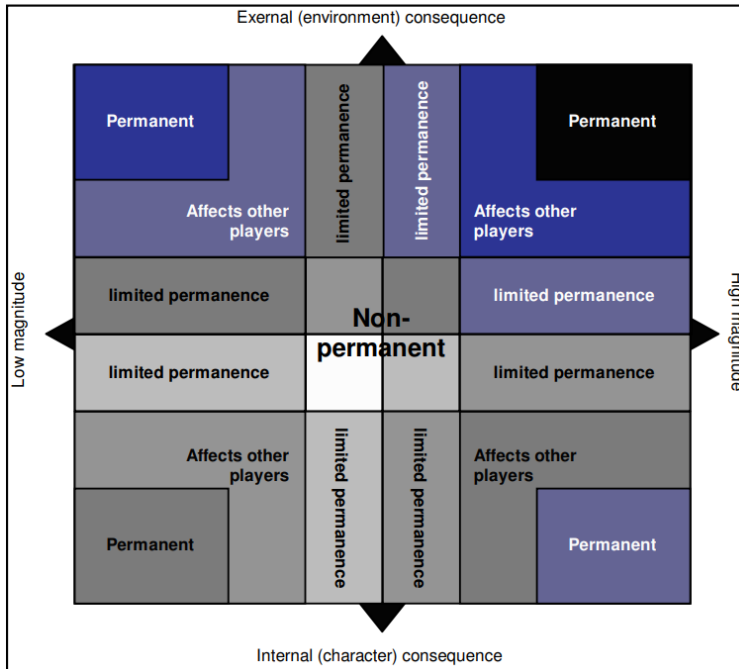 Exernal (environment) consequence
Permanent
Permanent
limited permanence
limited permanence
Affects other
players
Affects other
players
limited permanence
limited permanence
Low magnitude
High magnitude
Non-
permanent
limited permanence
limited permanence
Affects other
players
Affects other
players
limited permanence
limited permanence
Permanent
Permanent
Internal (character) consequence